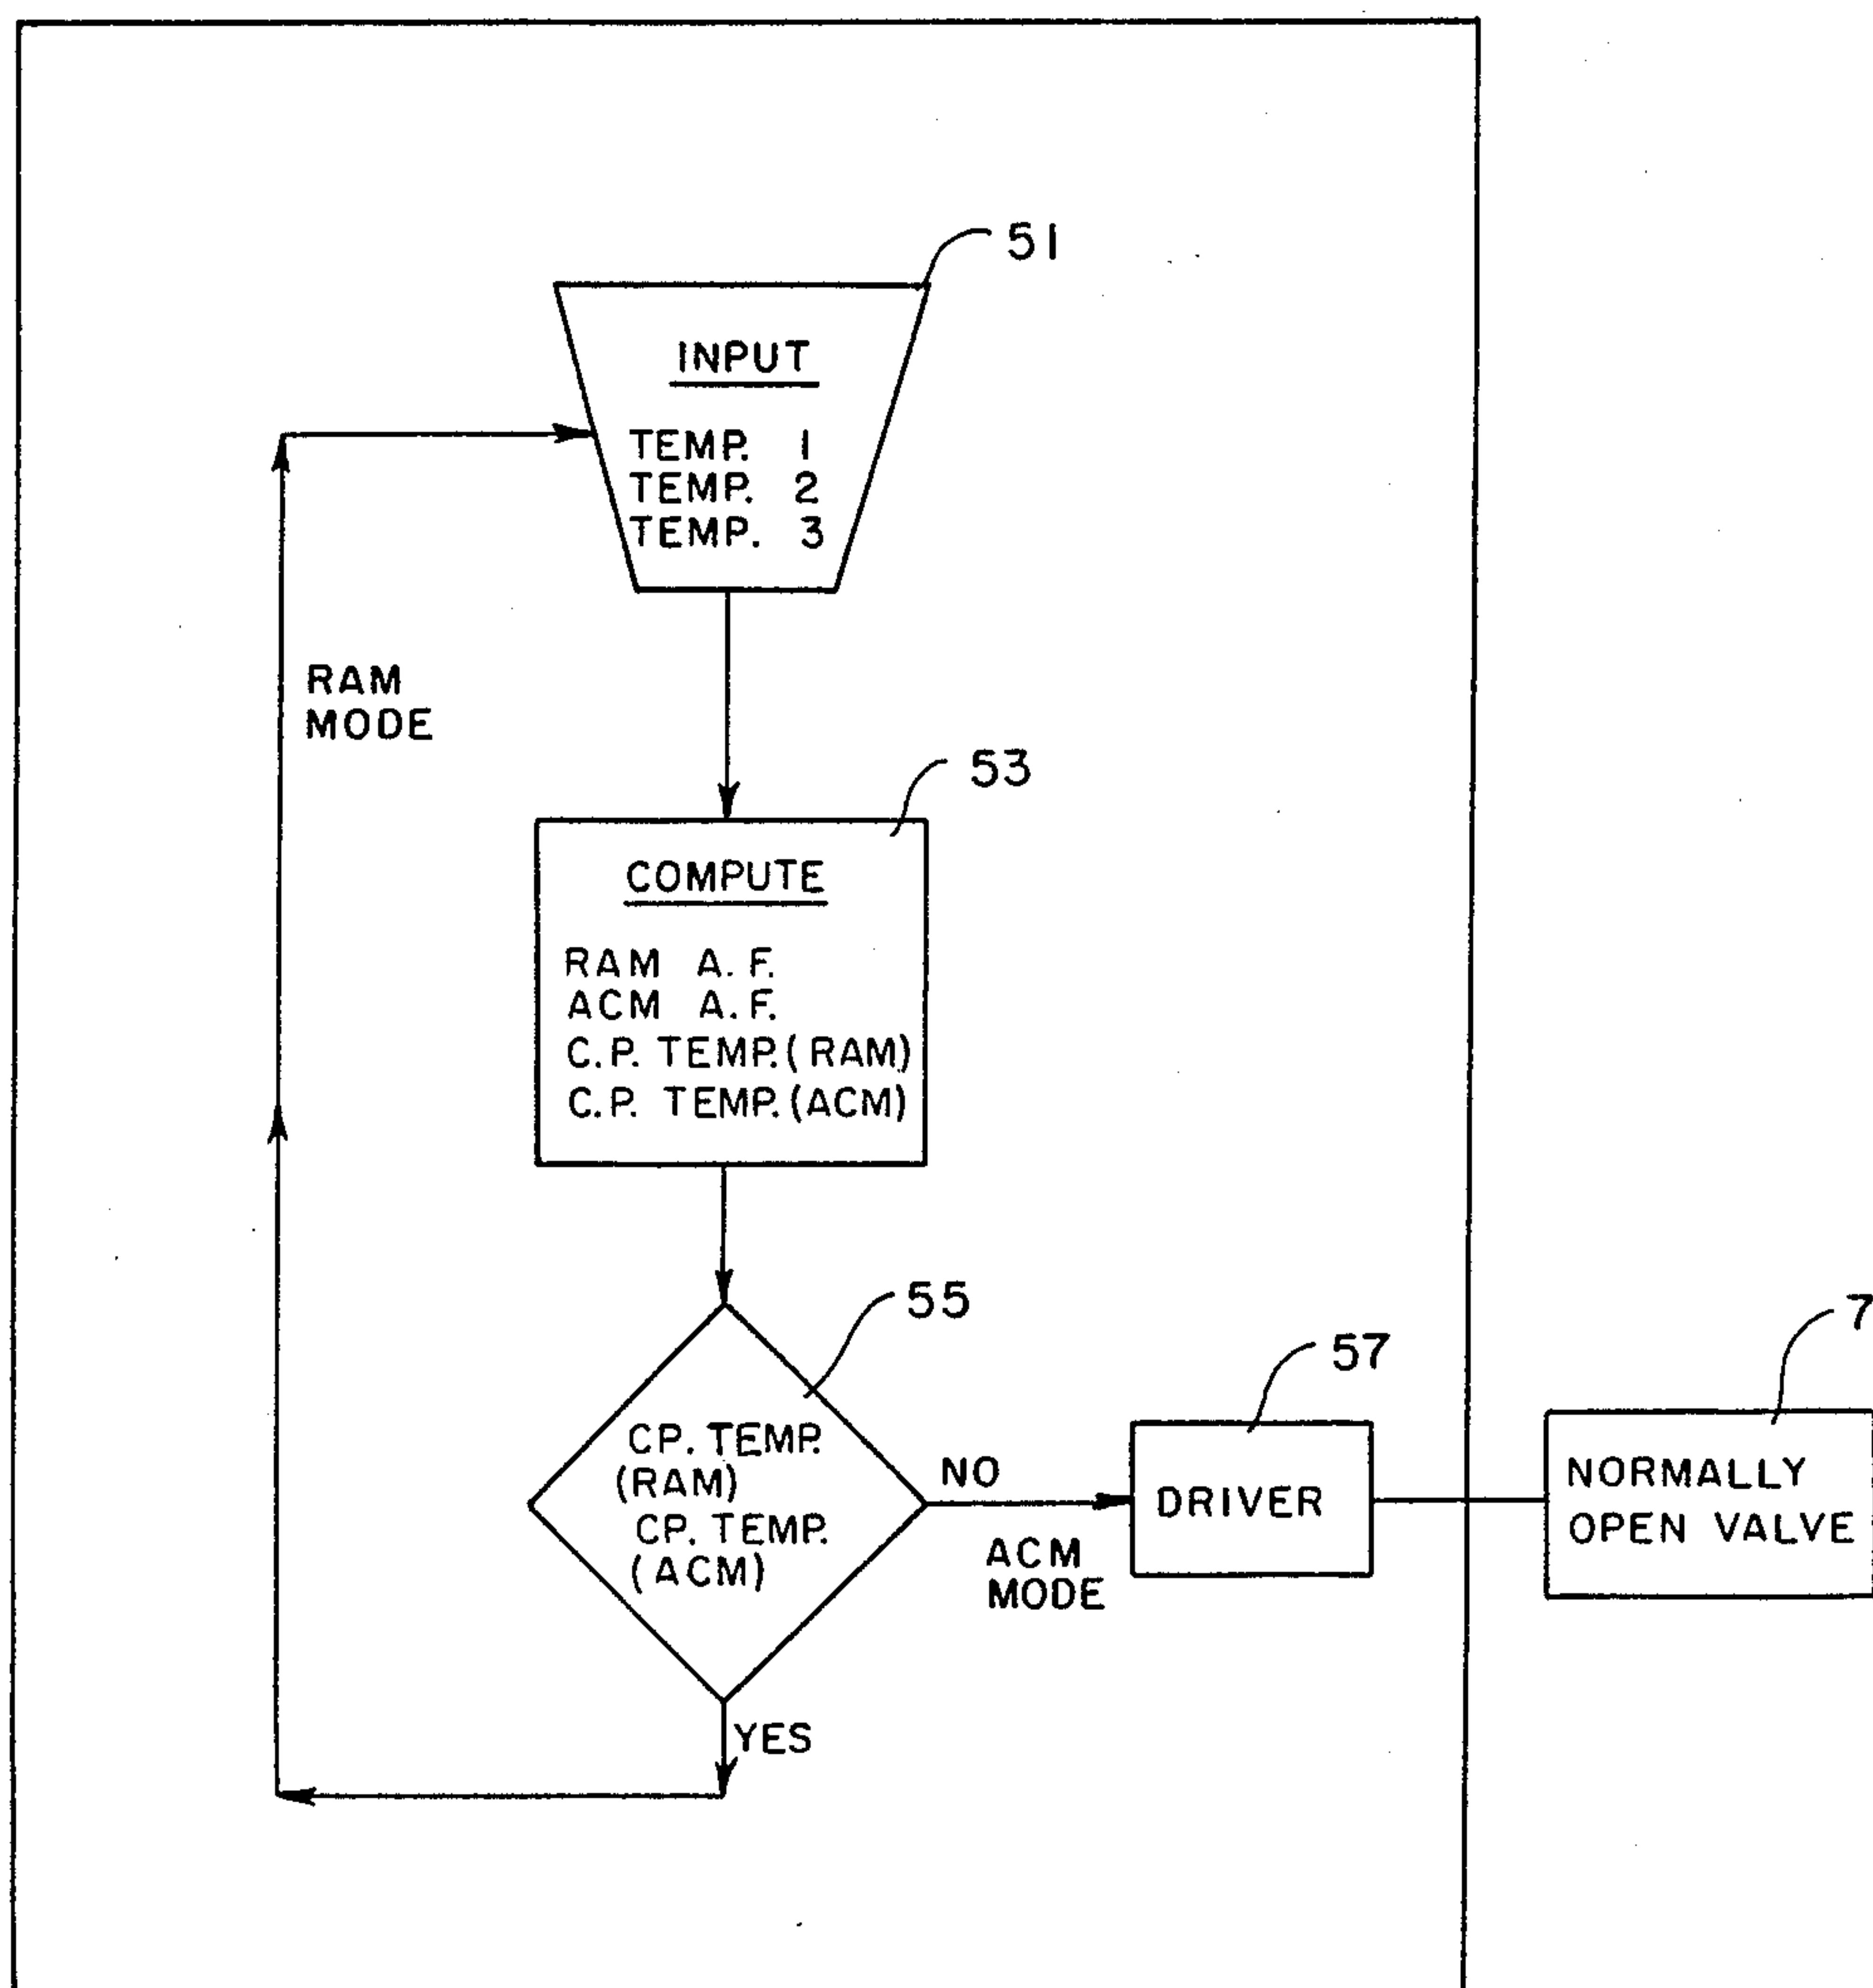 51
INPUT
TEMP. 1
TEMP. 2
TEMP. 3
RAM
MODE
53
COMPUTE
RAM A.F.
ACM A.F.
C.P. TEMP. (RAM)
C.P. TEMP. (ACM)
55
CP. TEMP.
(RAM)
CP. TEMP.
(ACM)
NO
ACM
MODE
YES
57
DRIVER
7
NORMALLY
OPEN VALVE